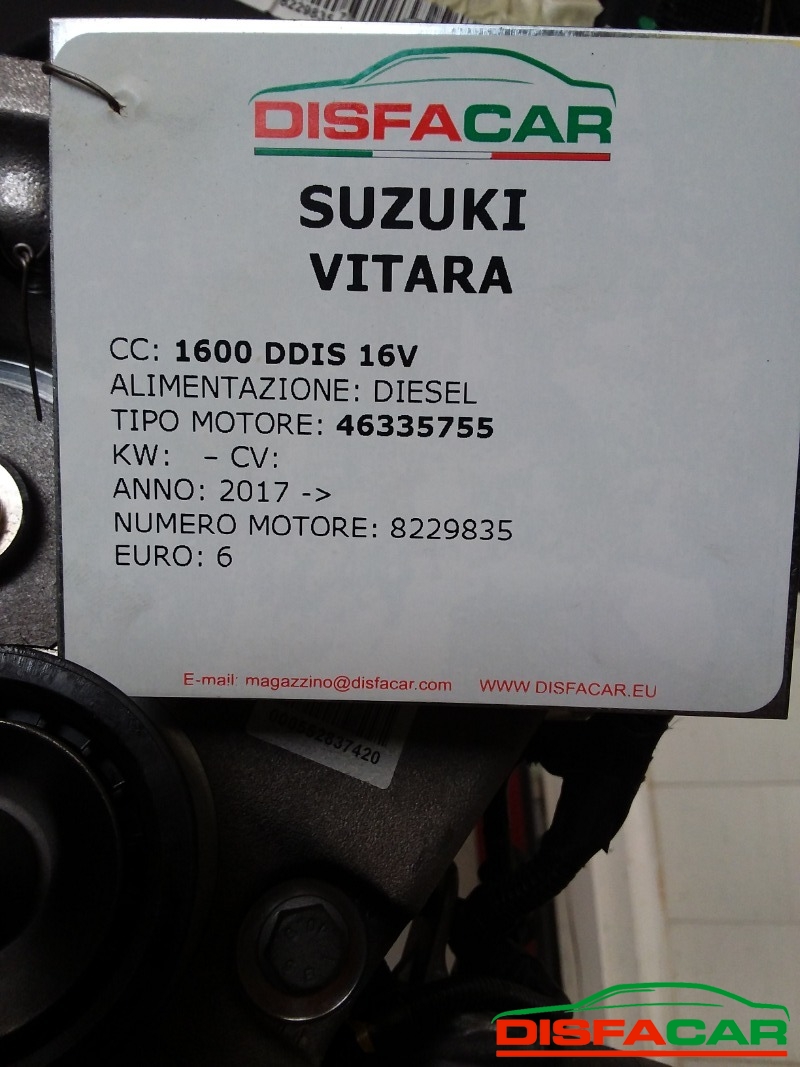 8229835
DISFACAR
SUZUKI
VITARA
CC: 1600 DDIS 16V
ALIMENTAZIONE: DIESEL
TIPO MOTORE: 46335755
KW:   – CV:
ANNO: 2017 ->
NUMERO MOTORE: 8229835
EURO: 6
E-mail: magazzino@disfacar.com WWW.DISFACAR.EU
DISFACAR